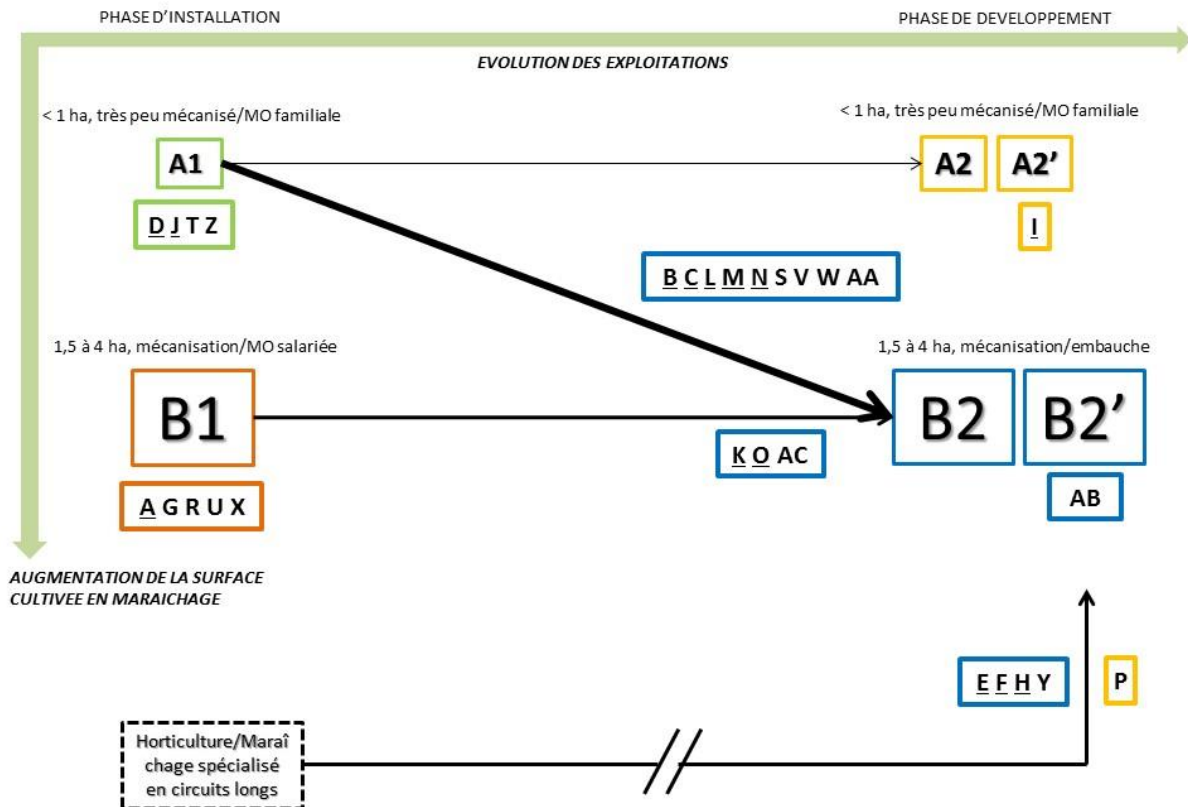 PHASE D'INSTALLATION
PHASE DE DEVELOPPEMENT
EVOLUTION DES EXPLOITATIONS
< 1 ha, très peu mécanisé/MO familiale
< 1 ha, très peu mécanisé/MO familiale
A1
A2
A2’
D J T Z
I
B C L M N S V W AA
1,5 à 4 ha, mécanisation/MO salariée
1,5 à 4 ha, mécanisation/embauche
B1
B2
B2’
K O AC
A G R U X
AB
AUGMENTATION DE LA SURFACE
CULTIVEE EN MARAICHAGE
E F H Y
P
Horticulture/Maraî
chage spécialisé
en circuits longs